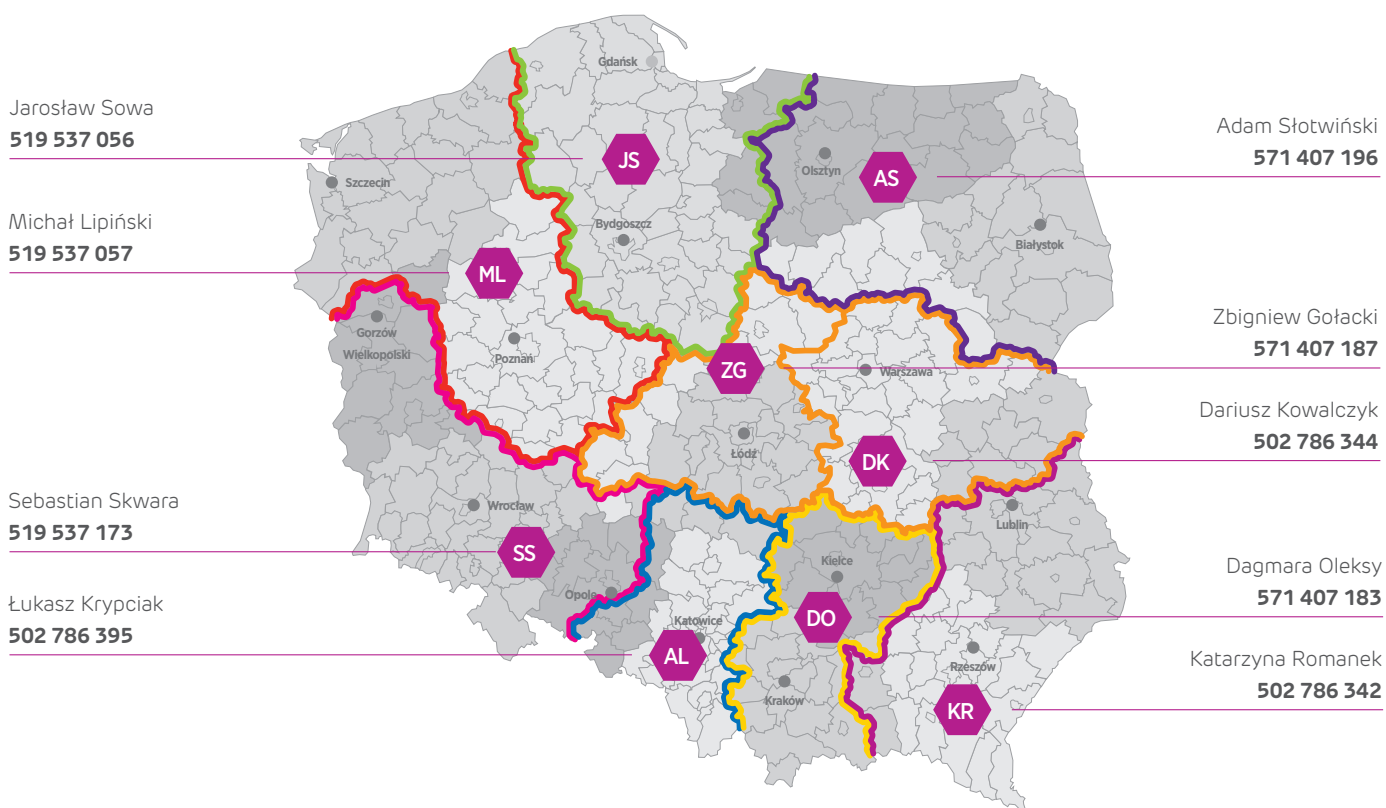 Jarosław Sowa
519 537 056
Michał Lipiński
519 537 057
Sebastian Skwara
519 537 173
Łukasz Krypciak
502 786 395
Gdańsk
JS
Szczecin
Bydgoszcz
ML
Gorzów
Wielkopolski
Poznań
Olsztyn
AS
Białystok
ZG
Warszawa
Łódź
DK
Wrocław
SS
Opole
Lublin
Kielce
DO
Katowice
AL
Kraków
Rzeszów
KR
Adam Słotwiński
571 407 196
Zbigniew Gołacki
571 407 187
Dariusz Kowalczyk
502 786 344
Dagmara Oleksy
571 407 183
Katarzyna Romanek
502 786 342